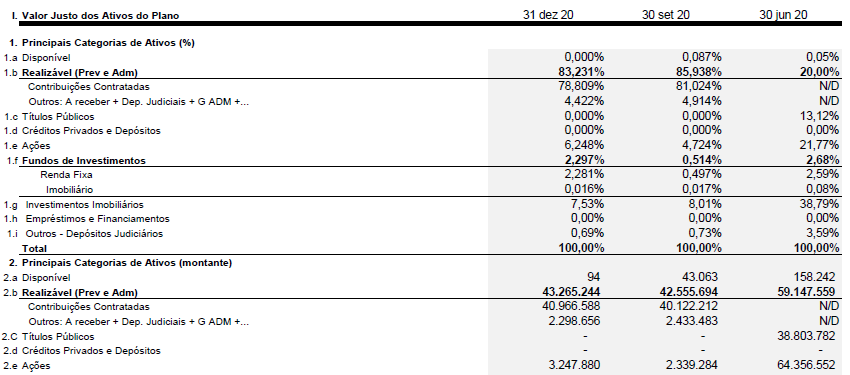 I. Valor Justo dos Ativos do Plano 31 dez 20 30 set 20 30 jun 20
1. Principais Categorias de Ativos (%)
1.a Disponível 0,000% 0,087% 0,05%
1.b Realizável (Prev e Adm) 83,231% 85,938% 20,00%
Contribuições Contratadas 78,809% 81,024% N/D
Outros: A receber + Dep. Judiciais + G ADM +... 4,422% 4,914% N/D
1.c Títulos Públicos 0,000% 0,000% 13,12%
1.d Créditos Privados e Depósitos 0,000% 0,000% 0,00%
1.e Ações 6,248% 4,724% 21,77%
1.f Fundos de Investimentos 2,297% 0,514% 2,68%
Renda Fixa 2,281% 0,497% 2,59%
Imobiliário 0,016% 0,017% 0,08%
1.g Investimentos Imobiliários 7,53% 8,01% 38,79%
1.h Empréstimos e Financiamentos 0,00% 0,00% 0,00%
1.i Outros - Depósitos Judiciários 0,69% 0,73% 3,59%
Total 100,00% 100,00% 100,00%
2. Principais Categorias de Ativos (montante)
2.a Disponível 94 43.063 158.242
2.b Realizável (Prev e Adm) 43.265.244 42.555.694 59.147.559
Contribuições Contratadas 40.966.588 40.122.212 N/D
Outros: A receber + Dep. Judiciais + G ADM +... 2.298.656 2.433.483 N/D
2.C Títulos Públicos - - 38.803.782
2.d Créditos Privados e Depósitos - - -
2.e Ações 3.247.880 2.339.284 64.356.552